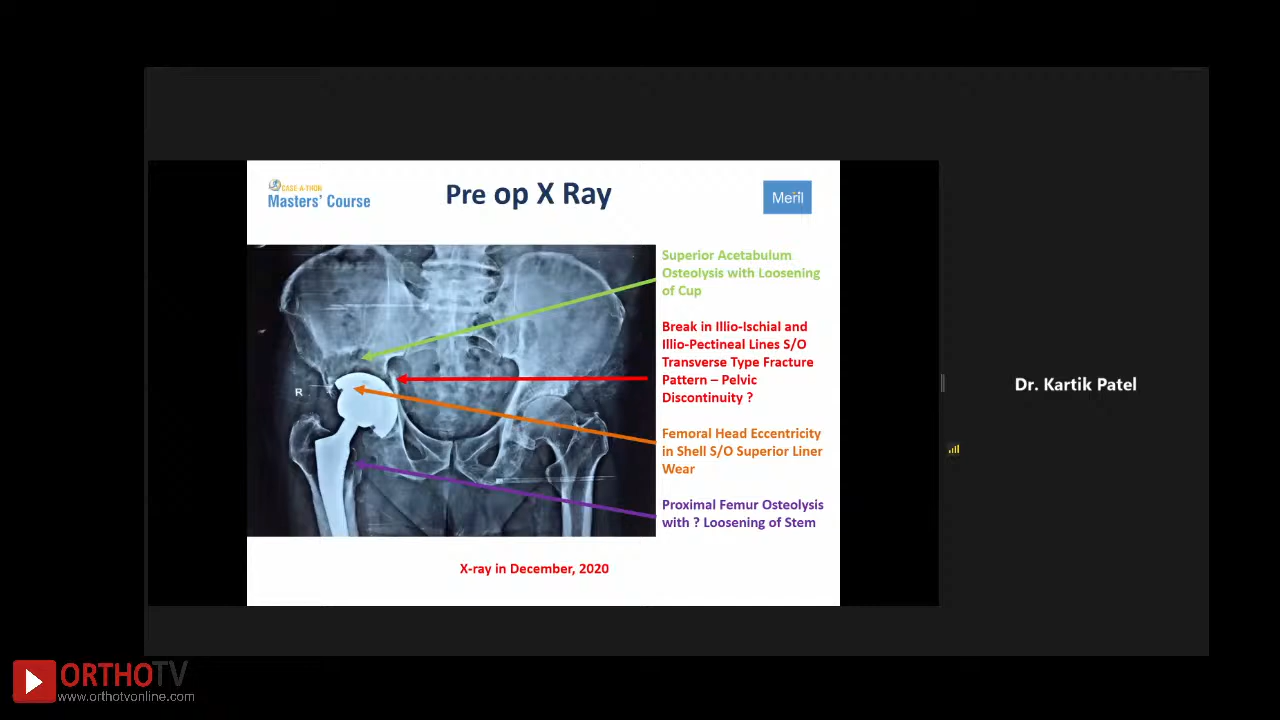 CASE-A-THON
Masters' Course
Pre op X Ray
Meril
Superior Acetabulum
Osteolysis with Loosening
of Cup
Break in Illio-Ischial and
Illio-Pectineal Lines S/O
Transverse Type Fracture
Pattern – Pelvic
Discontinuity ?
Femoral Head Eccentricity
in Shell S/O Superior Liner
Wear
Proximal Femur Osteolysis
with ? Loosening of Stem
R
X-ray in December, 2020
Dr. Kartik Patel
ORTHOTV
www.orthotvonline.com